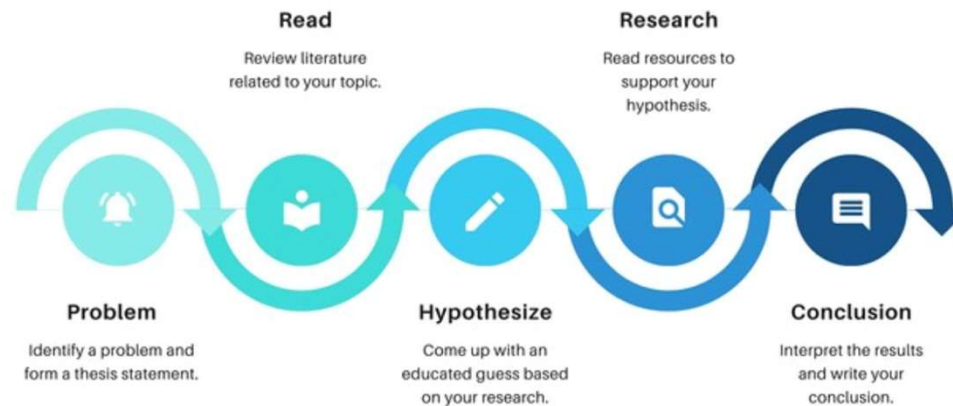 Problem
Identify a problem and
form a thesis statement.
Read
Review literature
related to your topic.
Hypothesize
Come up with an
educated guess based
on your research.
Research
Read resources to
support your
hypothesis.
Conclusion
Interpret the results
and write your
conclusion.